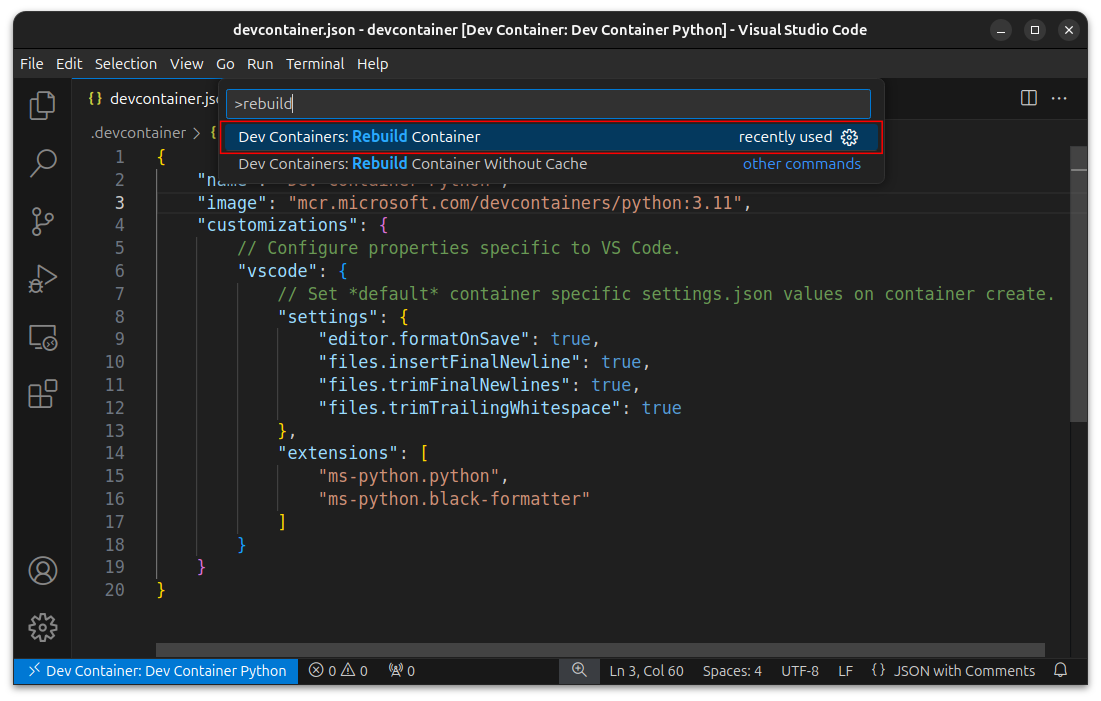 devcontainer.json - devcontainer [Dev Container: Dev Container Python] - Visual Studio Code
File Edit Selection View Go Run Terminal Help
{} devcontainer.js
>rebuild
.devcontainer > {
Dev Containers: Rebuild Container recently used
Dev Containers: Rebuild Container Without Cache other commands
1 {
2 "name": "Dev Container Python",
3 "image": "mcr.microsoft.com/devcontainers/python:3.11",
4 "customizations": {
5 // Configure properties specific to VS Code.
6 "vscode": {
7 // Set *default* container specific settings.json values on container create.
8 "settings": {
9 "editor.formatOnSave": true,
10 "files.insertFinalNewline": true,
11 "files.trimFinalNewlines": true,
12 "files.trimTrailingWhitespace": true
13 },
14 "extensions": [
15 "ms-python.python",
16 "ms-python.black-formatter"
17 ]
18 }
19 }
20 }
Dev Container: Dev Container Python 0 0 0 Ln 3, Col 60 Spaces: 4 UTF-8 LF {} JSON with Comments